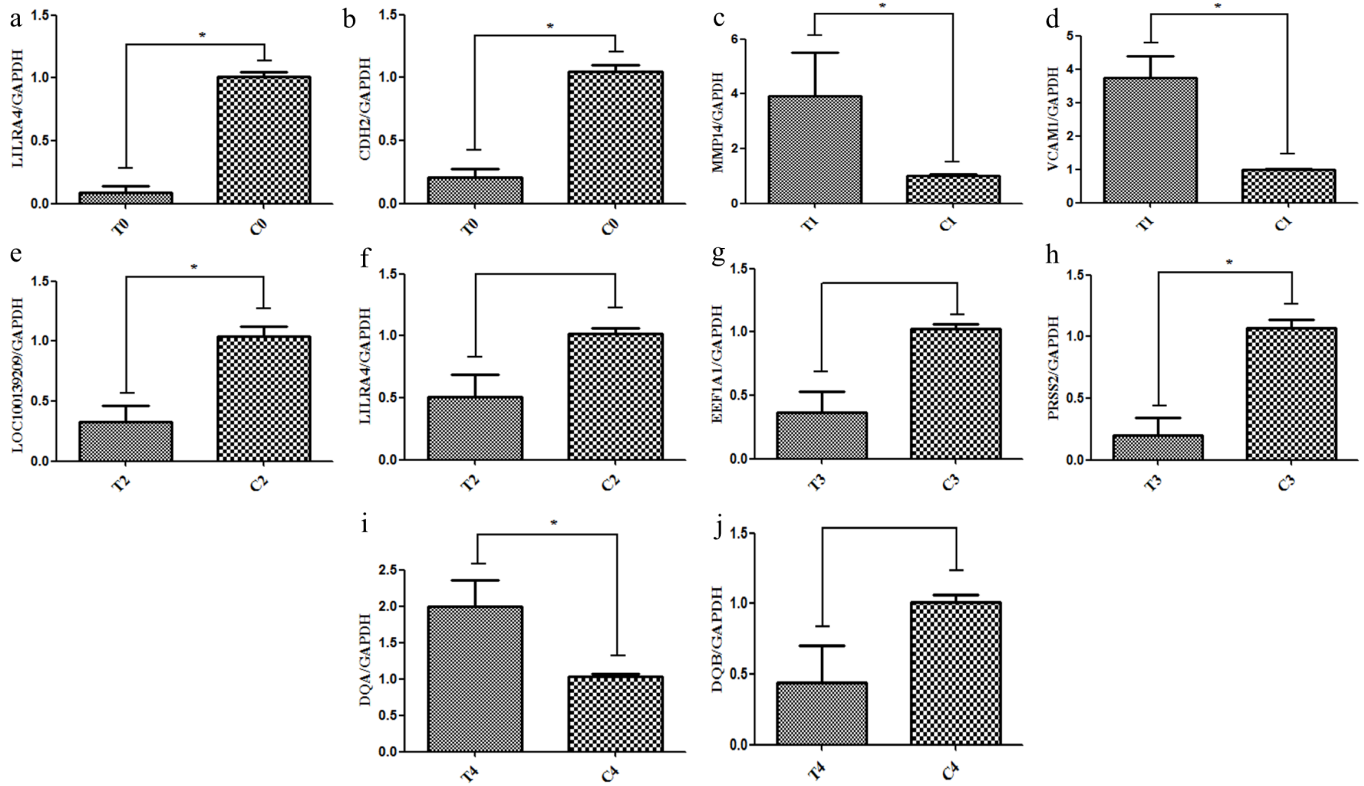 a
*
LILRA4/GAPDH
1.5
1.0
0.5
0.0
T0
C0
b
*
CDH2/GAPDH
1.5
1.0
0.5
0.0
T0
C0
c
*
MMP14/GAPDH
6
4
2
0
T1
C1
d
*
VCAM1/GAPDH
5
4
3
2
1
0
T1
C1
e
*
LOC100139209/GAPDH
1.5
1.0
0.5
0.0
T2
C2
f
LILRA4/GAPDH
1.5
1.0
0.5
0.0
T2
C2
g
EEF1A1/GAPDH
1.5
1.0
0.5
0.0
T3
C3
h
*
PRSS2/GAPDH
1.5
1.0
0.5
0.0
T3
C3
i
*
DQA/GAPDH
2.5
2.0
1.5
1.0
0.5
0.0
T4
C4
j
DQB/GAPDH
1.5
1.0
0.5
0.0
T4
C4